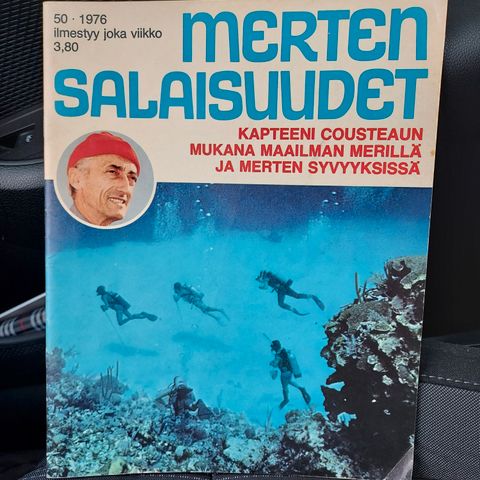 50 · 1976
ilmestyy joka viikko
3,80
MERTEN
SALAISUUDET
KAPTEENI COUSTEAUN
MUKANA MAAILMAN MERILLÄ
JA MERTEN SYVYYKSISSÄ